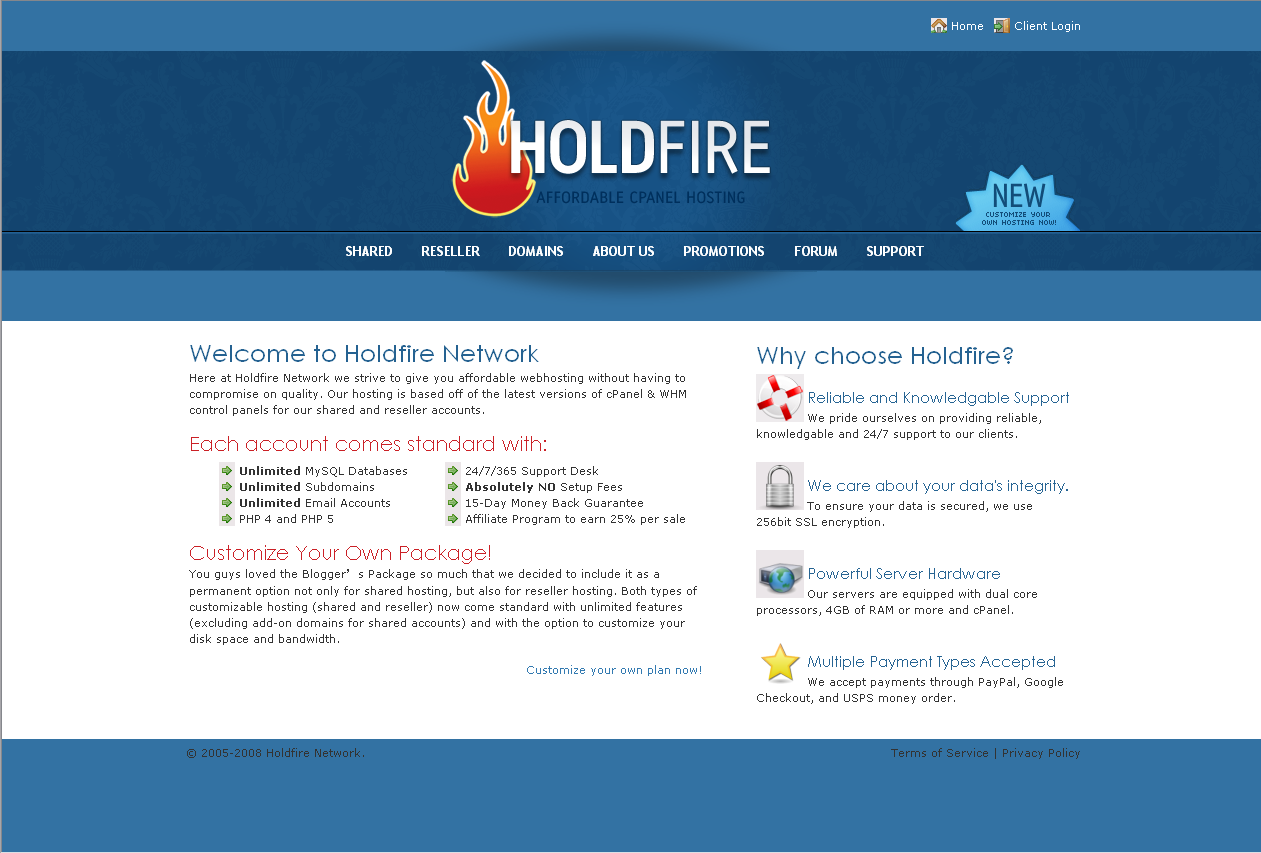 Home Client Login
HOLDFIRE
AFFORDABLE CPANEL HOSTING
NEW
CUSTOMIZE YOUR
OWN HOSTING NOW!
SHARED RESELLER DOMAINS ABOUT US PROMOTIONS FORUM SUPPORT
Welcome to Holdfire Network
Here at Holdfire Network we strive to give you affordable webhosting without having to
compromise on quality. Our hosting is based off of the latest versions of cPanel & WHM
control panels for our shared and reseller accounts.
Each account comes standard with:
Unlimited MySQL Databases
Unlimited Subdomains
Unlimited Email Accounts
PHP 4 and PHP 5
24/7/365 Support Desk
Absolutely NO Setup Fees
15-Day Money Back Guarantee
Affiliate Program to earn 25% per sale
Customize Your Own Package!
You guys loved the Blogger’s Package so much that we decided to include it as a
permanent option not only for shared hosting, but also for reseller hosting. Both types of
customizable hosting (shared and reseller) now come standard with unlimited features
(excluding add-on domains for shared accounts) and with the option to customize your
disk space and bandwidth.
Customize your own plan now!
Why choose Holdfire?
Reliable and Knowledgable Support
We pride ourselves on providing reliable,
knowledgable and 24/7 support to our clients.
We care about your data's integrity.
To ensure your data is secured, we use
256bit SSL encryption.
Powerful Server Hardware
Our servers are equipped with dual core
processors, 4GB of RAM or more and cPanel.
Multiple Payment Types Accepted
We accept payments through PayPal, Google
Checkout, and USPS money order.
© 2005-2008 Holdfire Network.
Terms of Service | Privacy Policy